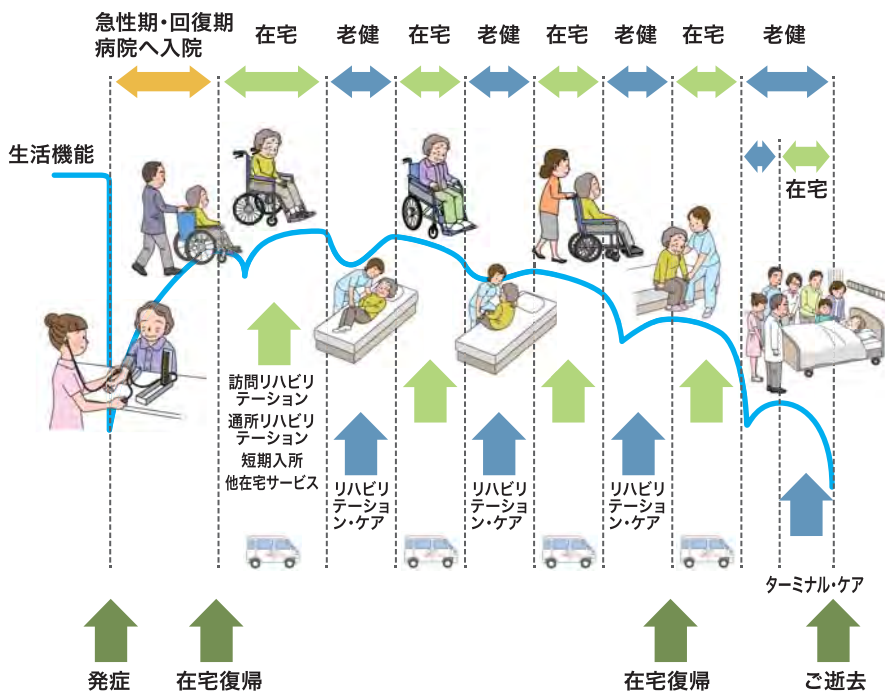 急性期・回復期
病院へ入院
在宅
老健
在宅
老健
在宅
老健
在宅
老健
生活機能
在宅
訪問リハビリ
テーション
通所リハビリ
テーション
短期入所
他在宅サービス
リハビリ
テーショ
ン・ケア
リハビリ
テーショ
ン・ケア
リハビリ
テーショ
ン・ケア
ターミナル・ケア
発症
在宅復帰
在宅復帰
ご逝去